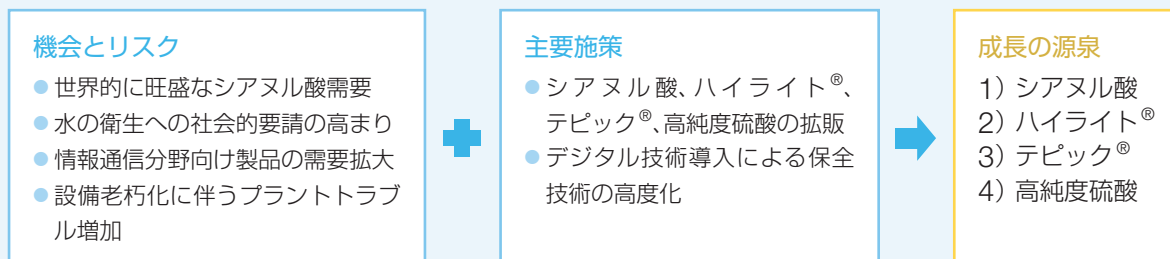 機会とリスク
● 世界的に旺盛なシアヌル酸需要
● 水の衛生への社会的要請の高まり
● 情報通信分野向け製品の需要拡大
● 設備老朽化に伴うプラントトラブ
ル増加
主要施策
● シアヌル酸、ハイライト®、
テピック®、高純度硫酸の拡販
● デジタル技術導入による保全
技術の高度化
成長の源泉
1）シアヌル酸
2）ハイライト®
3）テピック®
4）高純度硫酸